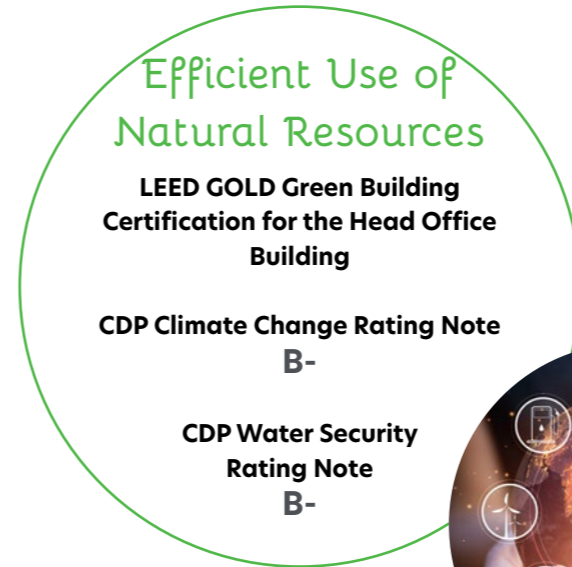 Efficient Use of
Natural Resources
LEED GOLD Green Building
Certification for the Head Office
Building
CDP Climate Change Rating Note
B-
CDP Water Security
Rating Note
B-